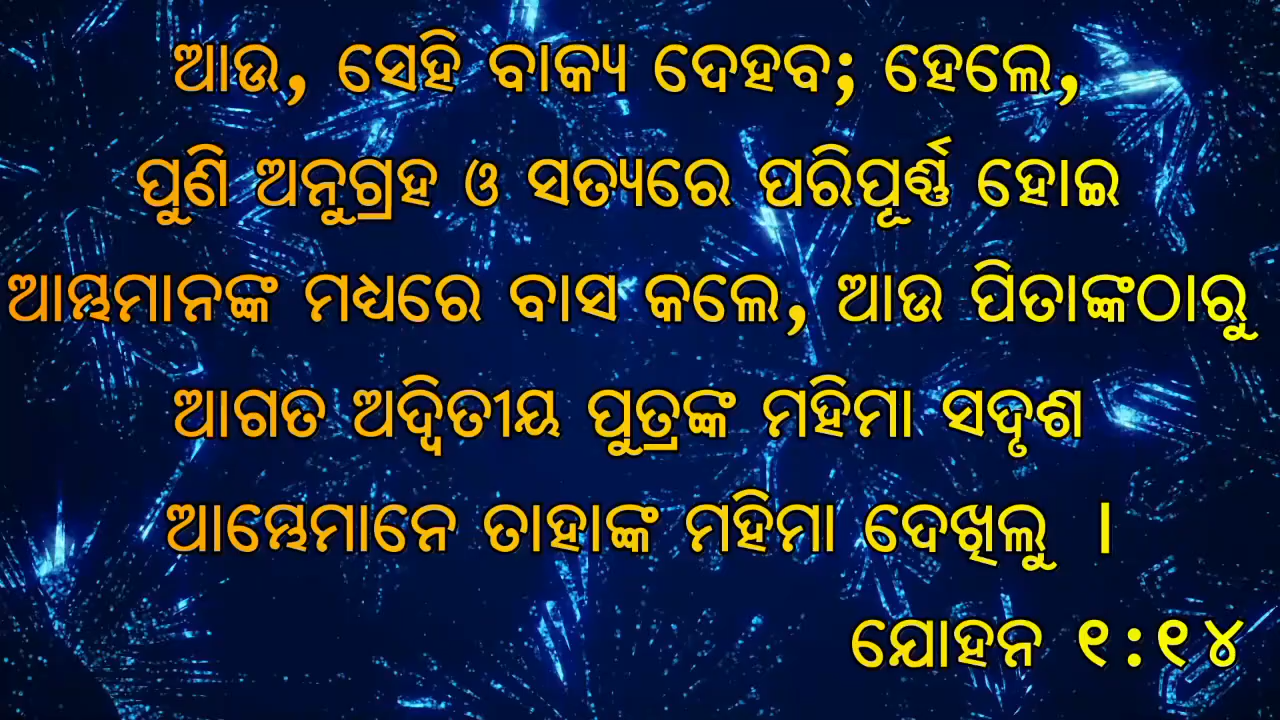 ଆଉ, ସେହି ବାକ୍ୟ ଦେହବ; ହେଲେ,
ପୁଣି ଅନୁଗ୍ରହ ଓ ସତ୍ୟରେ ପରିପୂର୍ଣ୍ଣ ହୋଇ
ଆମ୍ଭମାନଙ୍କ ମଧ୍ୟରେ ବାସ କଲେ, ଆଉ ପିତାଙ୍କଠାରୁ
ଆଗତ ଅଦ୍ୱିତୀୟ ପୁତ୍ରଙ୍କ ମହିମା ସଦୃଶ
ଆମ୍ଭେମାନେ ତାହାଙ୍କ ମହିମା ଦେଖିଲୁ ।
ଯୋହନ ୧:୧୪